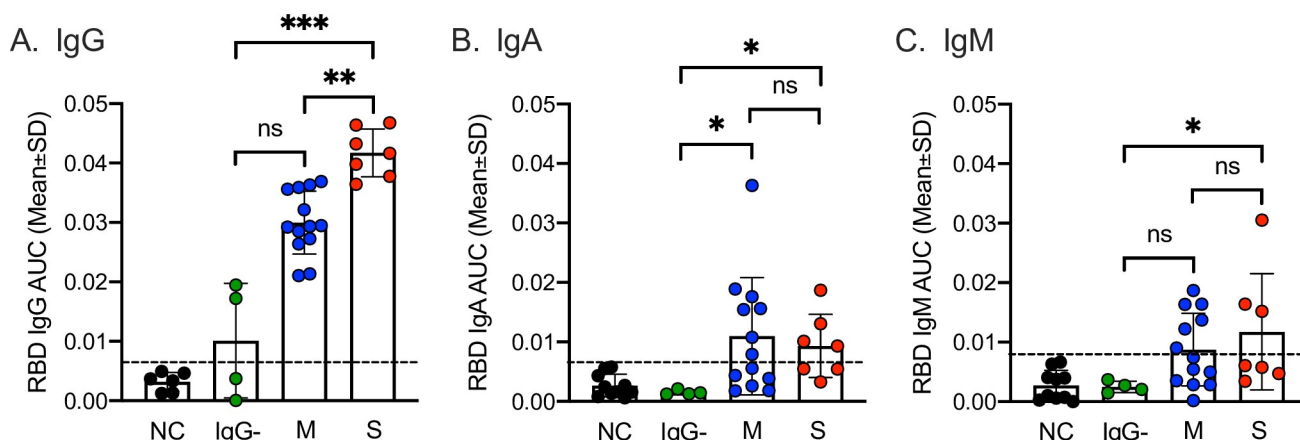 A. IgG
***
**
ns
RBD IgG AUC (Mean±SD)
0.05
0.04
0.03
0.02
0.01
0.00
NC IgG- M S
B. IgA
*
ns
*
RBD IgA AUC (Mean±SD)
0.05
0.04
0.03
0.02
0.01
0.00
NC IgG- M S
C. IgM
*
ns
ns
RBD IgM AUC (Mean±SD)
0.05
0.04
0.03
0.02
0.01
0.00
NC IgG- M S